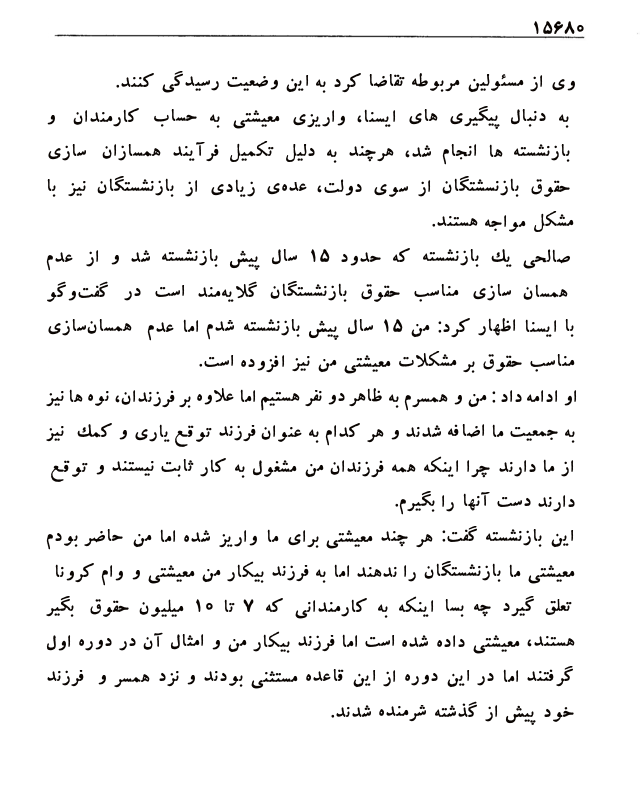 ۱۵۶۸۰
وی از مسئولین مربوطه تقاضا کرد به این وضعیت رسیدگی کنند.
به دنبال پیگیری های ایسنا، واریزی معیشتی به حساب کارمندان و
بازنشسته ها انجام شد، هرچند به دلیل تکمیل فرآیند همسازان سازی
حقوق بازنسشتگان از سوی دولت، عده‌ی زیادی از بازنشستگان نیز با
مشکل مواجه هستند.
صالحی یك بازنشسته که حدود ۱۵ سال پیش بازنشسته شد و از عدم
همسان سازی مناسب حقوق بازنشستگان گلایه‌مند است در گفت‌وگو
با ایسنا اظهار کرد: من ۱۵ سال پیش بازنشسته شدم اما عدم همسان‌سازی
مناسب حقوق بر مشکلات معیشتی من نیز افزوده است.
او ادامه داد : من و همسرم به ظاهر دو نفر هستیم اما علاوه بر فرزندان، نوه ها نیز
به جمعیت ما اضافه شدند و هر کدام به عنوان فرزند توقع یاری و کمك نیز
از ما دارند چرا اینکه همه فرزندان من مشغول به کار ثابت نیستند و توقع
دارند دست آنها را بگیرم.
این بازنشسته گفت: هر چند معیشتی برای ما واریز شده اما من حاضر بودم
معیشتی ما بازنشستگان را ندهند اما به فرزند بیکار من معیشتی و وام کرونا
تعلق گیرد چه بسا اینکه به کارمندانی که ۷ تا ۱۰ میلیون حقوق بگیر
هستند، معیشتی داده شده است اما فرزند بیکار من و امثال آن در دوره اول
گرفتند اما در این دوره از این قاعده مستثنی بودند و نزد همسر و فرزند
خود پیش از گذشته شرمنده شدند.